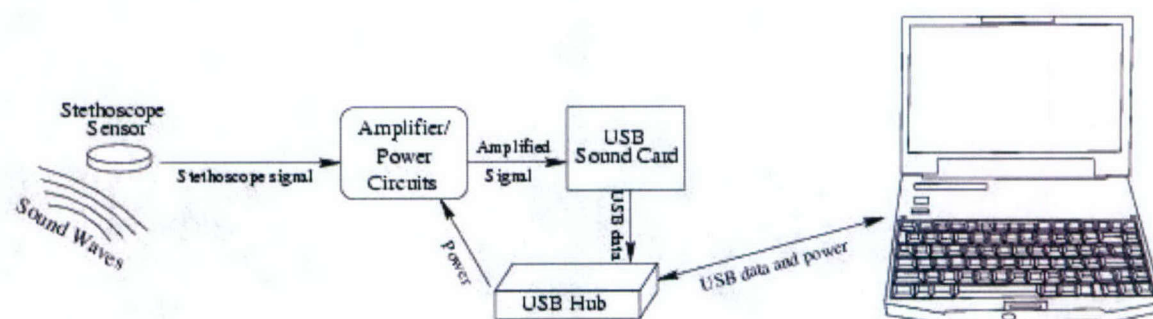 Stethoscope
Sensor
Sound Waves
Stethoscope signal
Amplifier/
Power
Circuits
Amplified
Signal
USB
Sound Card
USB data
Power
USB Hub
USB data and power